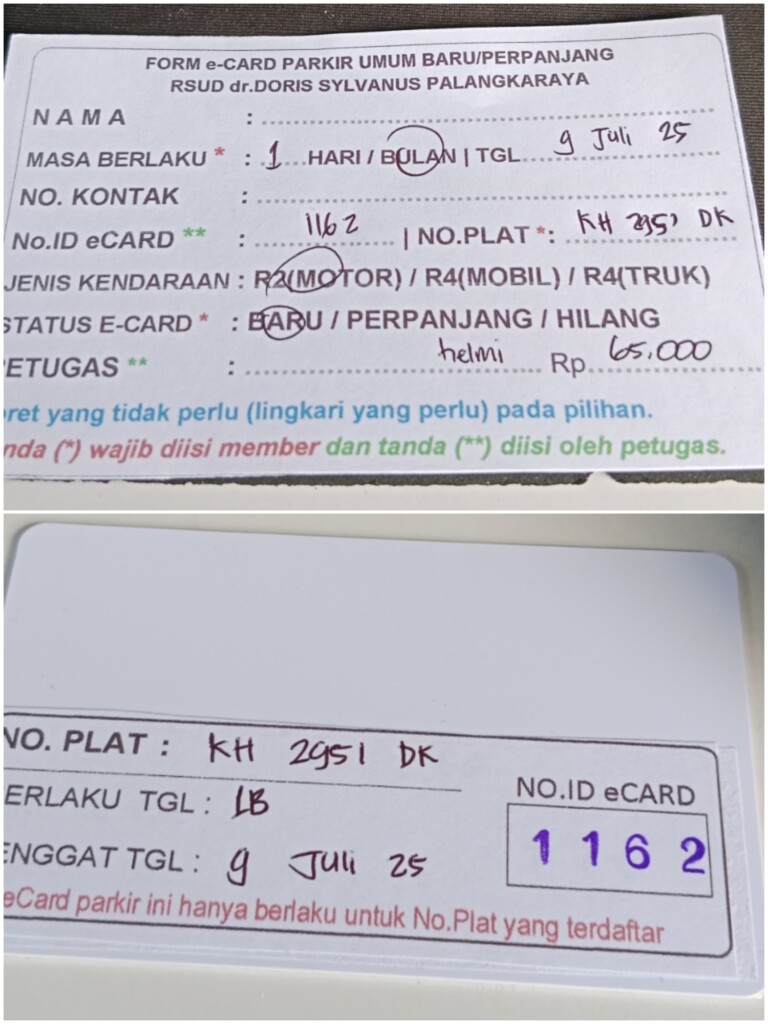 FORM e-CARD PARKIR UMUM BARU/PERPANJANG
RSUD dr.DORIS SYLVANUS PALANGKARAYA
N A M A :
MASA BERLAKU * : 1 HARI / BULAN | TGL 9 Juli 25
NO. KONTAK :
No.ID eCARD ** : 1162 | NO.PLAT *: KH 2951 DK
JENIS KENDARAAN : R2(MOTOR) / R4(MOBIL) / R4(TRUK)
STATUS E-CARD * : BARU / PERPANJANG / HILANG
ETUGAS ** : helmi Rp 65.000
ret yang tidak perlu (lingkari yang perlu) pada pilihan.
nda (*) wajib diisi member dan tanda (**) diisi oleh petugas.
NO. PLAT : KH 2951 DK
ERLAKU TGL : LB
NO.ID eCARD
1162
ENGGAT TGL : 9 Juli 25
eCard parkir ini hanya berlaku untuk No.Plat yang terdaftar